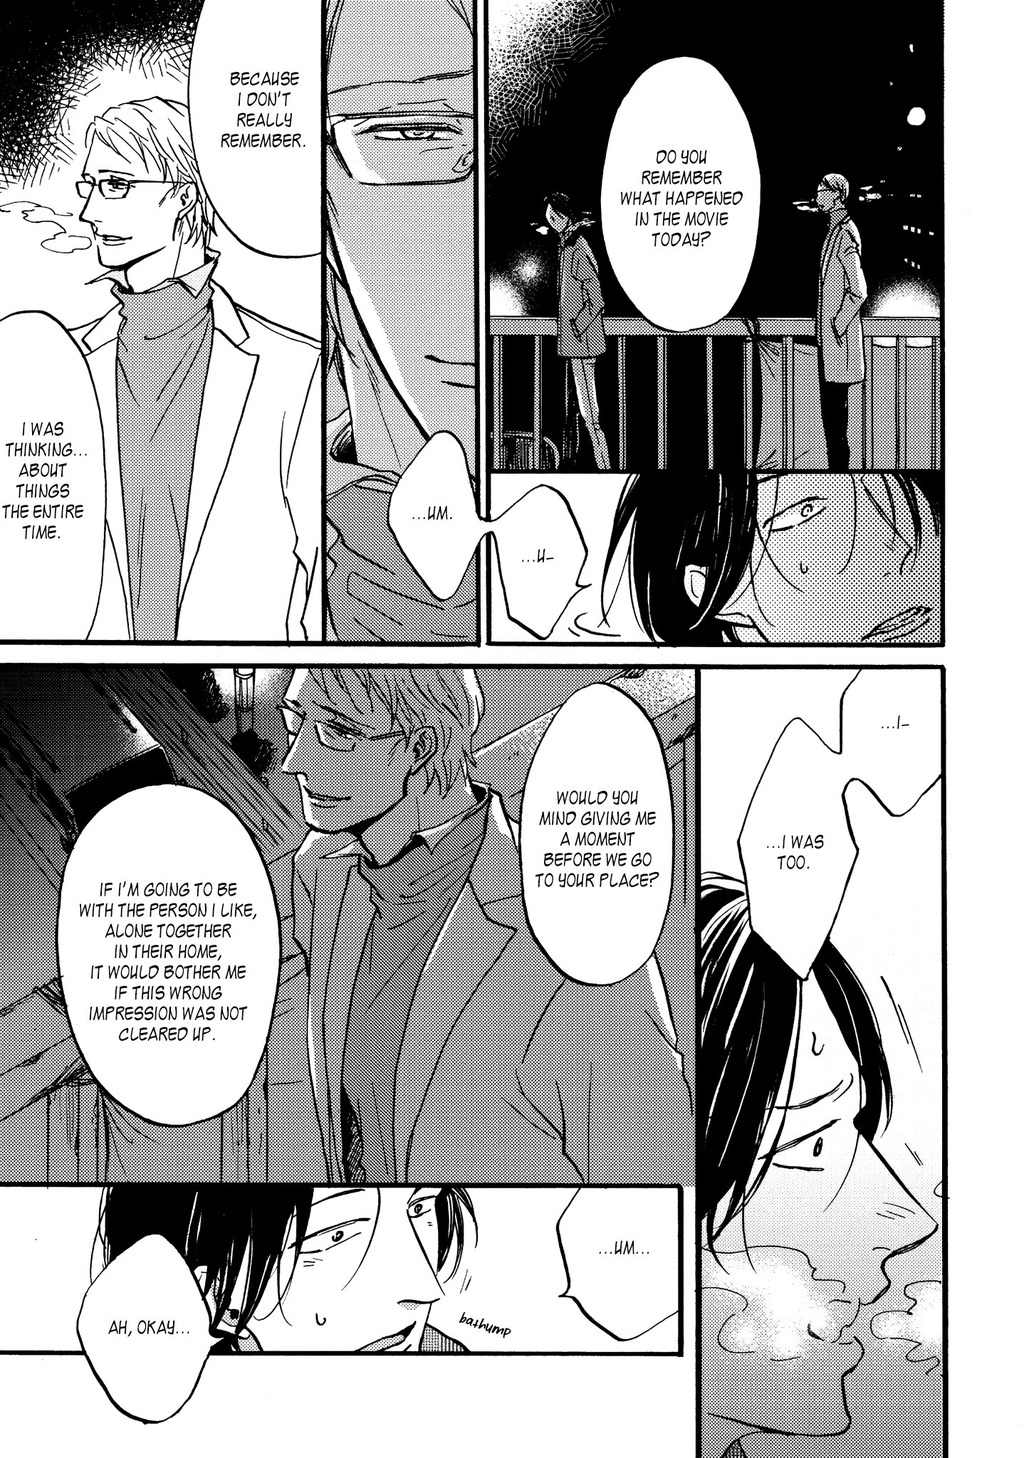 DO YOU
REMEMBER
WHAT HAPPENED
IN THE MOVIE
TODAY?
...U-
...UM.
BECAUSE
I DON'T
REALLY
REMEMBER.
I WAS
THINKING...
ABOUT
THINGS
THE ENTIRE
TIME.
...I-
...I WAS
TOO.
WOULD YOU
MIND GIVING ME
A MOMENT
BEFORE WE GO
TO YOUR PLACE?
IF I'M GOING TO BE
WITH THE PERSON I LIKE,
ALONE TOGETHER
IN THEIR HOME,
IT WOULD BOTHER ME
IF THIS WRONG
IMPRESSION WAS NOT
CLEARED UP.
...UM...
bathump
AH, OKAY...